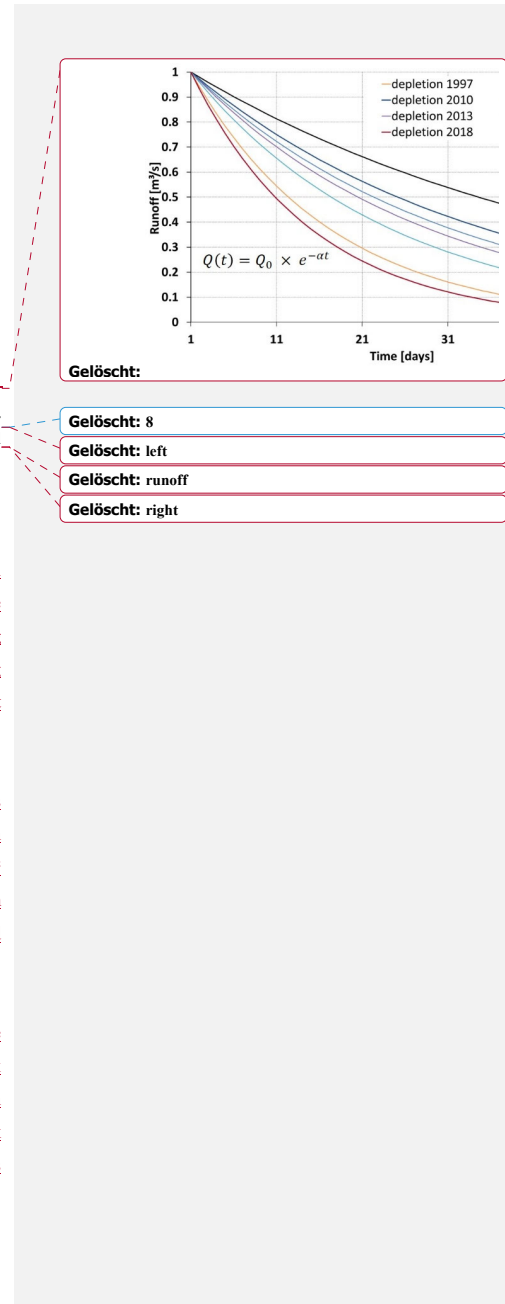 1
0.9
0.8
0.7
0.6
0.5
0.4
0.3
0.2
0.1
0
Runoff [m³/s]
depletion 1997
depletion 2010
depletion 2013
depletion 2018
Q(t) = Q₀ × e^{-αt}
1 11 21 31
Time [days]
Gelöscht:
Gelöscht: 8
Gelöscht: left
Gelöscht: runoff
Gelöscht: right